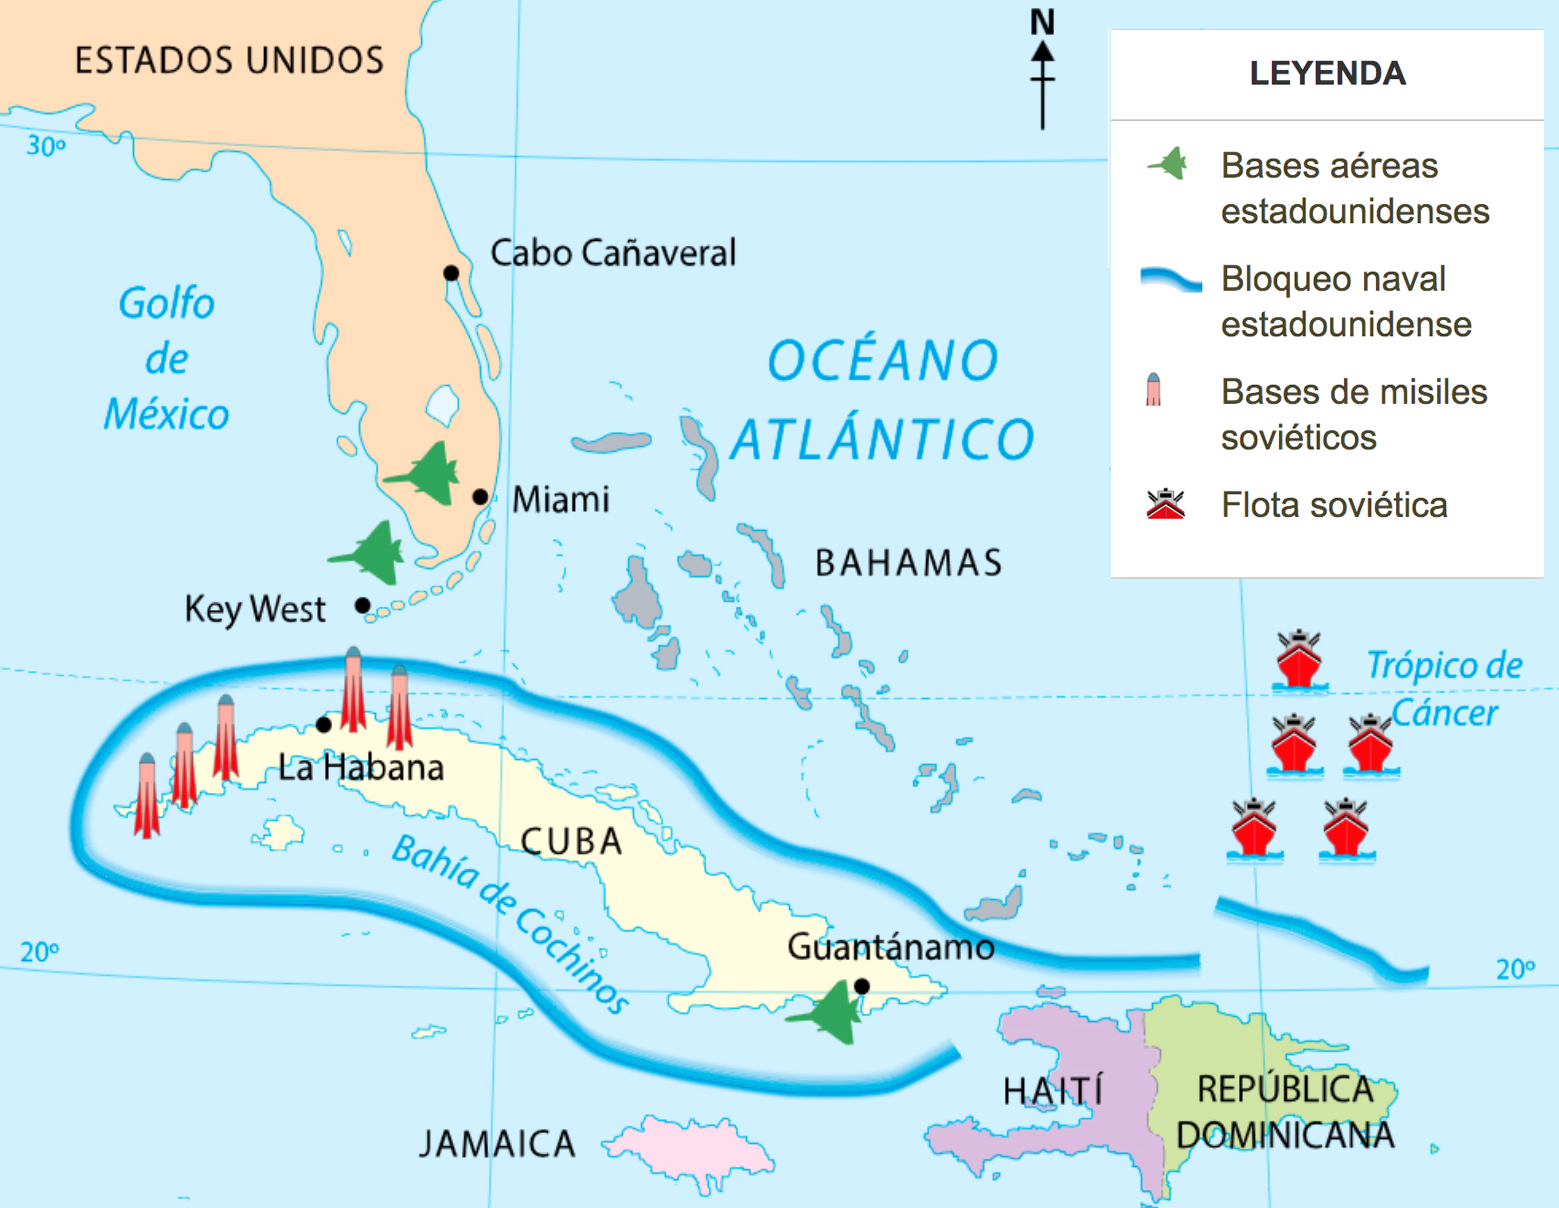 ESTADOS UNIDOS
N
LEYENDA
Bases aéreas
estadounidenses
Bloqueo naval
estadounidense
Bases de misiles
soviéticos
Flota soviética
30º
Cabo Cañaveral
Golfo
de
México
OCÉANO
ATLÁNTICO
Miami
BAHAMAS
Key West
Trópico de
Cáncer
La Habana
CUBA
Bahía de Cochinos
Guantánamo
20º
20º
HAITÍ
REPÚBLICA
DOMINICANA
JAMAICA